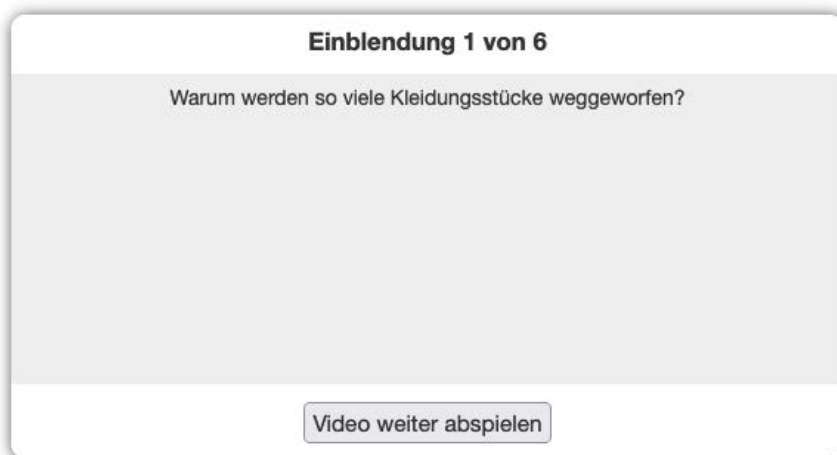 Einblendung 1 von 6
Warum werden so viele Kleidungsstücke weggeworfen?
Video weiter abspielen